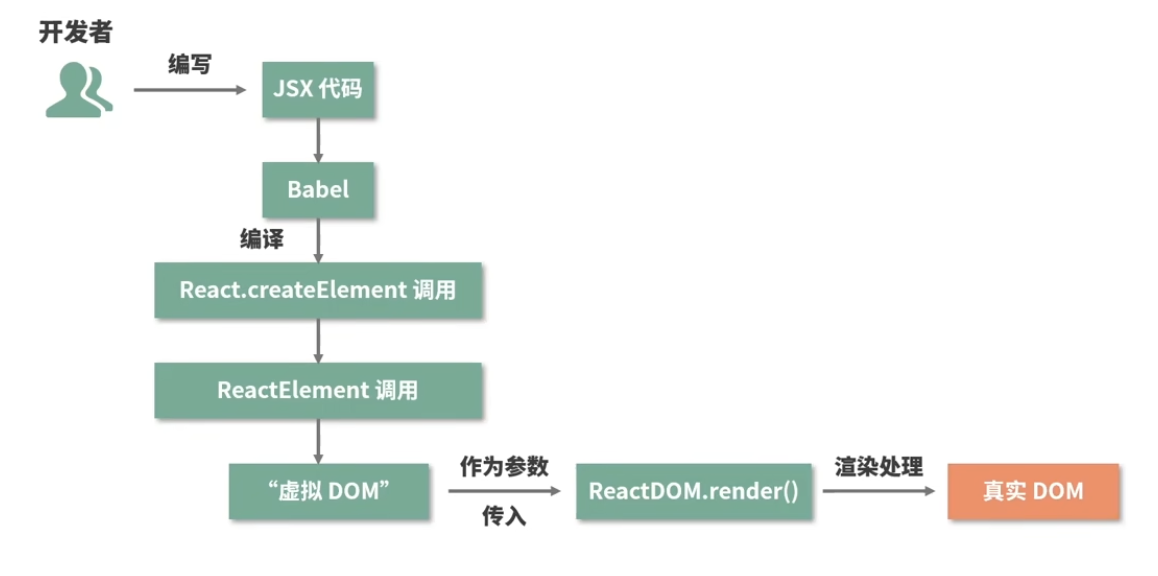 开发者
编写
JSX 代码
Babel
编译
React.createElement 调用
ReactElement 调用
“虚拟 DOM”
作为参数
传入
ReactDOM.render()
渲染处理
真实 DOM